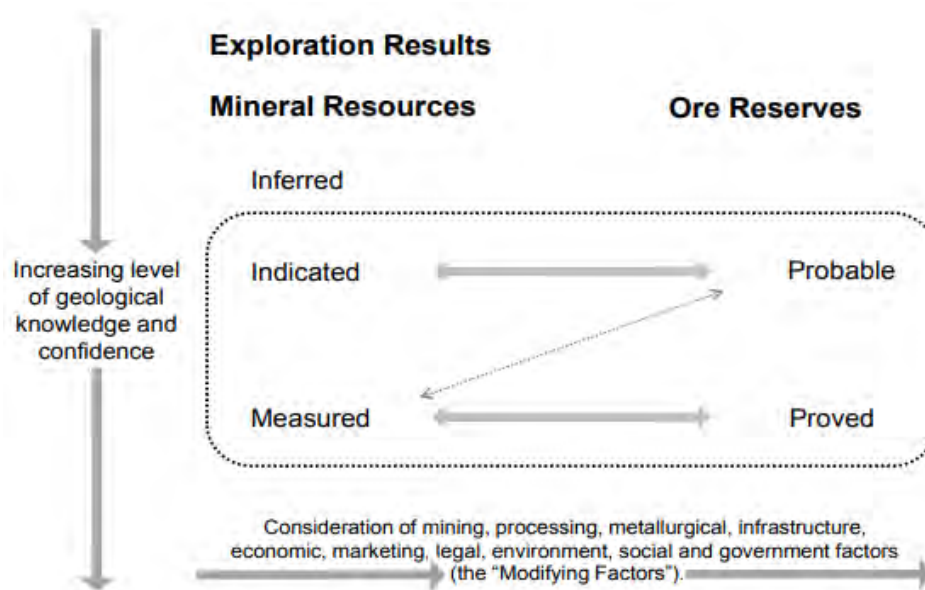 Exploration Results
Mineral Resources
Ore Reserves
Inferred
Increasing level
of geological
knowledge and
confidence
Indicated
Probable
Measured
Proved
Consideration of mining, processing, metallurgical, infrastructure,
economic, marketing, legal, environment, social and government factors
(the “Modifying Factors”).